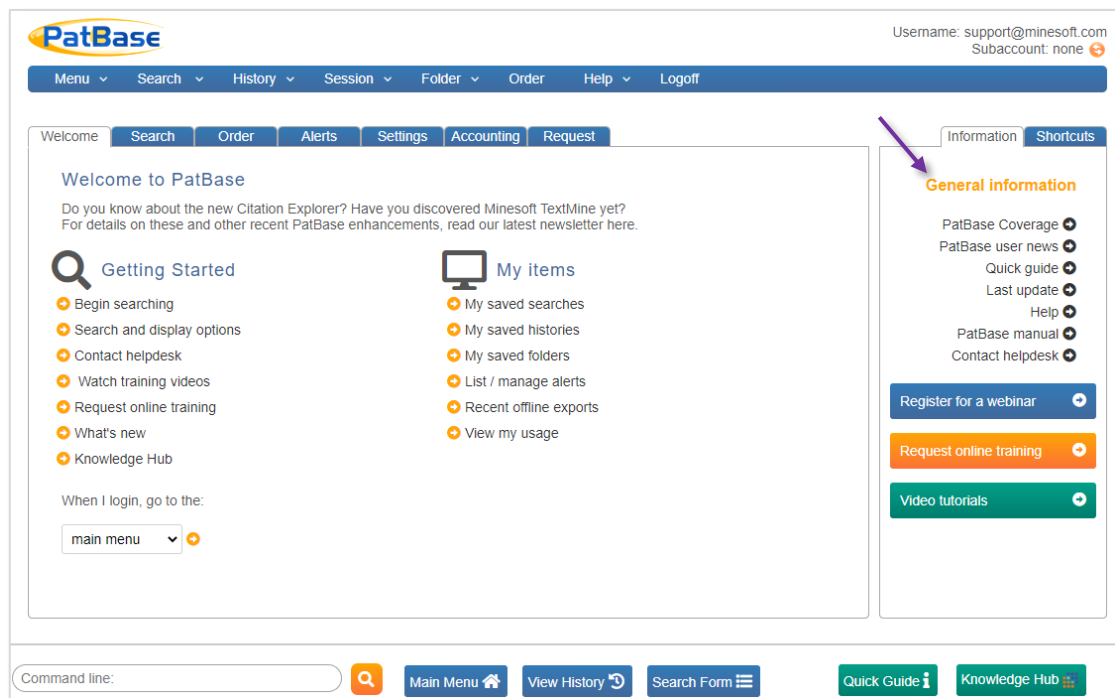 PatBase
Username: support@minesoft.com
Subaccount: none
Menu Search History Session Folder Order Help Logoff
Welcome Search Order Alerts Settings Accounting Request
Information Shortcuts
Welcome to PatBase
Do you know about the new Citation Explorer? Have you discovered Minesoft TextMine yet?
For details on these and other recent PatBase enhancements, read our latest newsletter here.
Getting Started
Begin searching
Search and display options
Contact helpdesk
Watch training videos
Request online training
What's new
Knowledge Hub
When I login, go to the:
main menu
My items
My saved searches
My saved histories
My saved folders
List / manage alerts
Recent offline exports
View my usage
General information
PatBase Coverage
PatBase user news
Quick guide
Last update
Help
PatBase manual
Contact helpdesk
Register for a webinar
Request online training
Video tutorials
Command line:
Main Menu
View History
Search Form
Quick Guide
Knowledge Hub